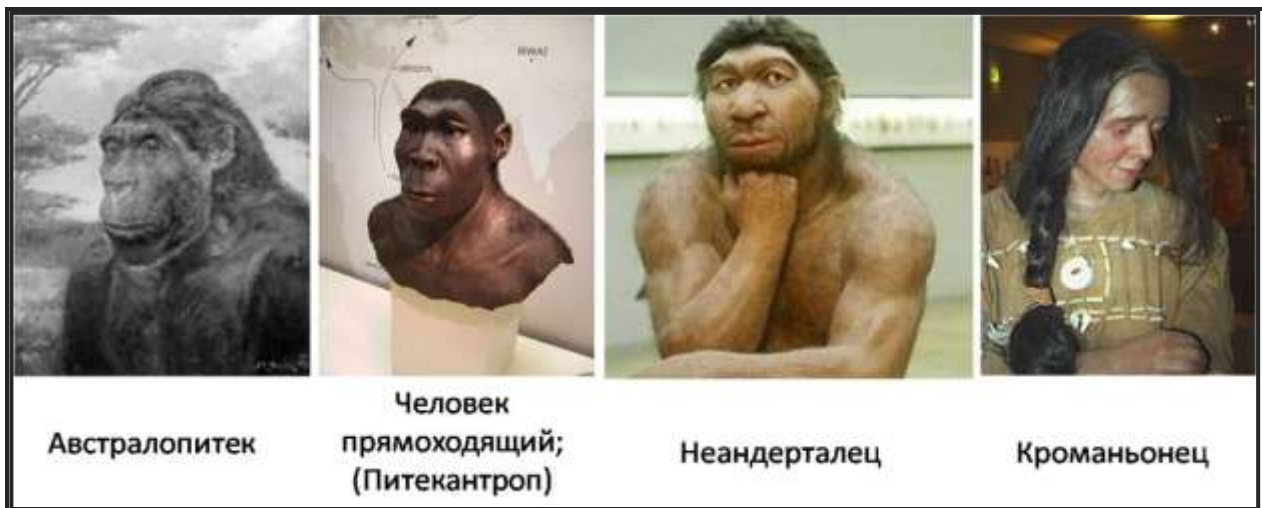 Австралопитек
Человек
прямоходящий;
(Питекантроп)
Неандерталец
Кроманьонец